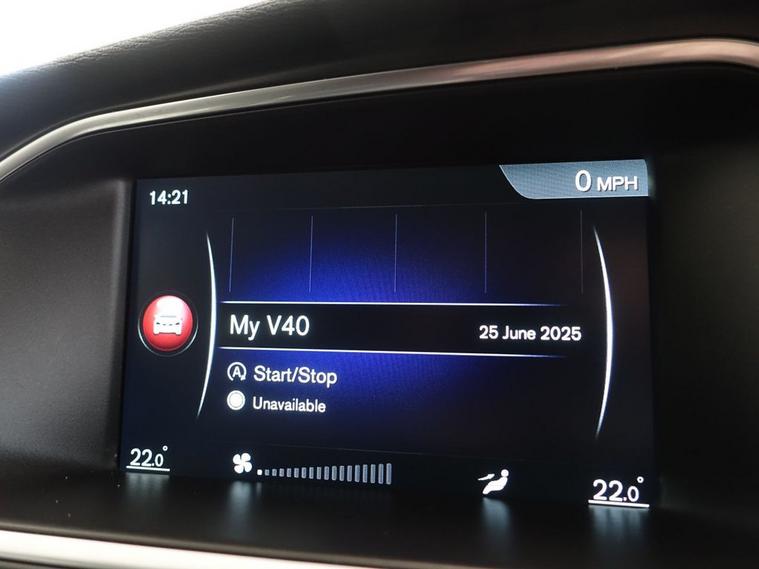 14:21
0 MPH
My V40
25 June 2025
A Start/Stop
Unavailable
22.0°
22.0°